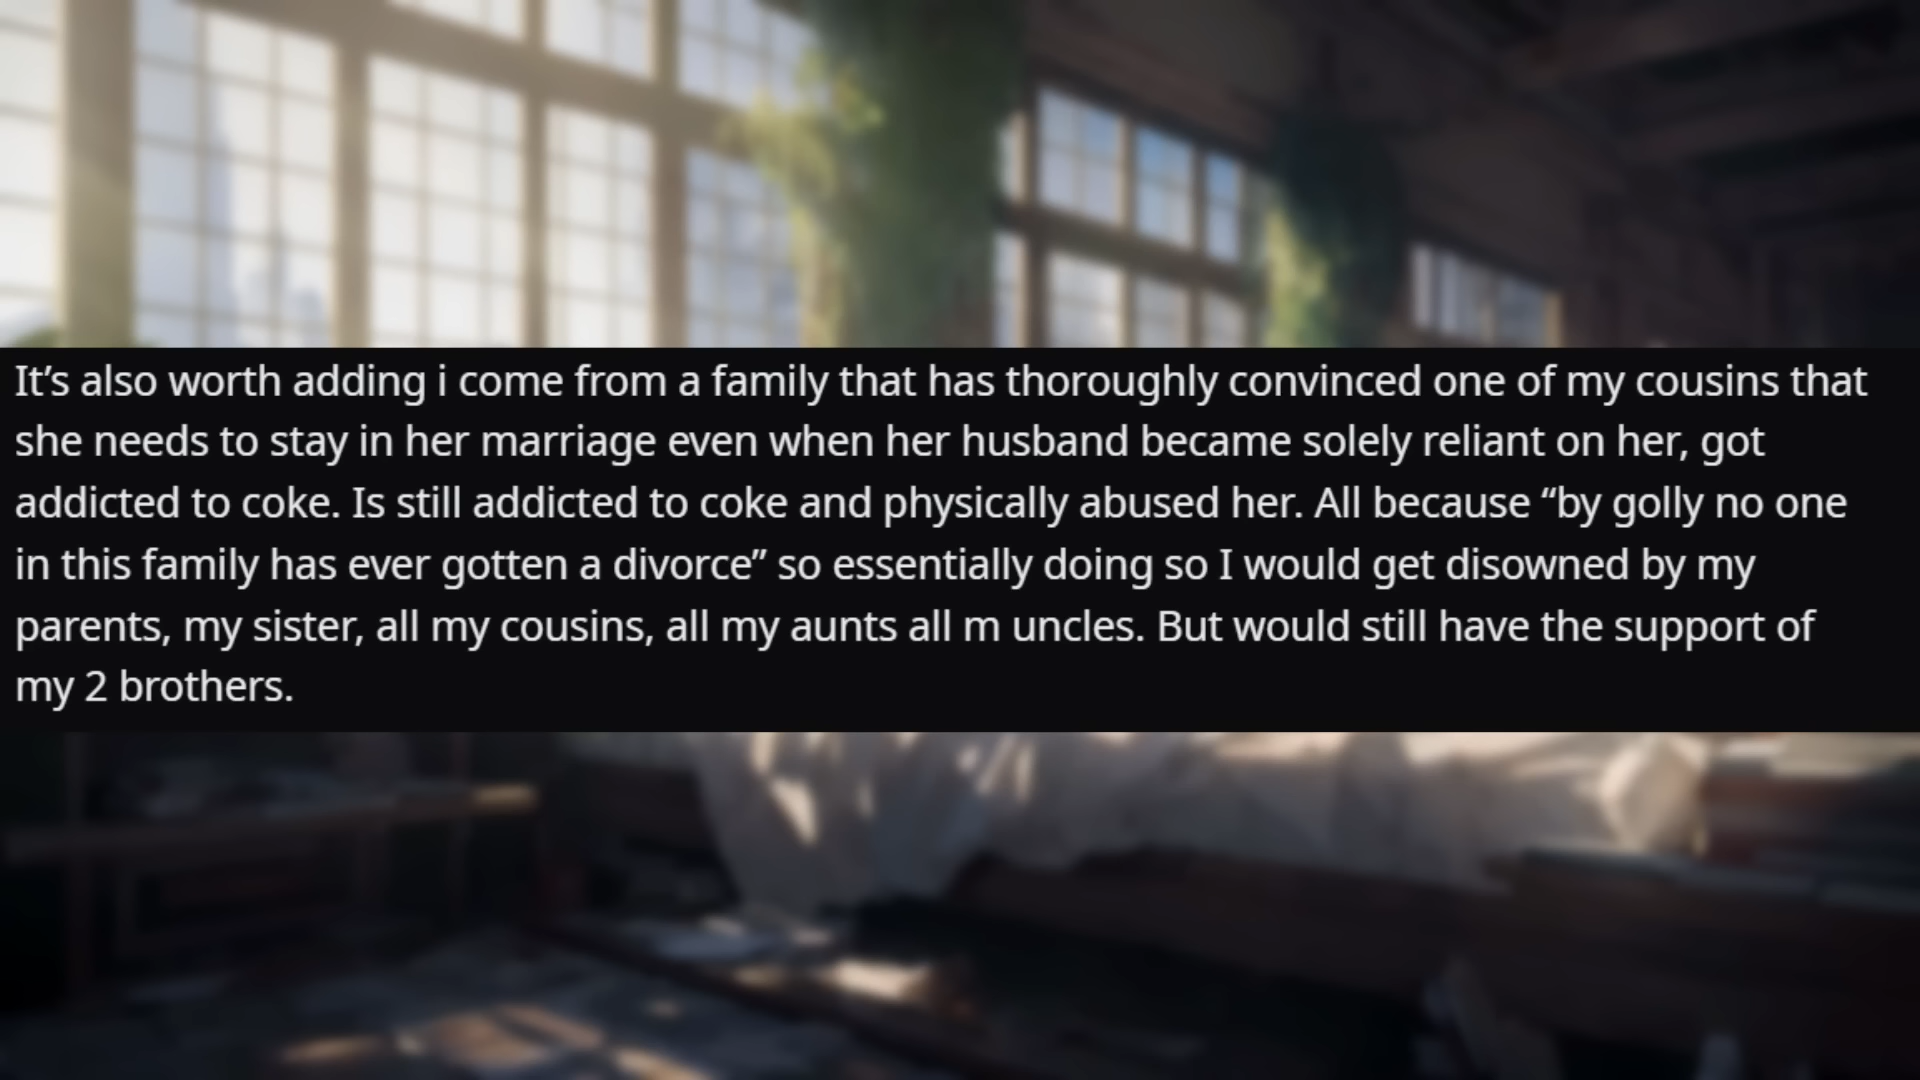 It’s also worth adding i come from a family that has thoroughly convinced one of my cousins that
she needs to stay in her marriage even when her husband became solely reliant on her, got
addicted to coke. Is still addicted to coke and physically abused her. All because “by golly no one
in this family has ever gotten a divorce” so essentially doing so I would get disowned by my
parents, my sister, all my cousins, all my aunts all m uncles. But would still have the support of
my 2 brothers.